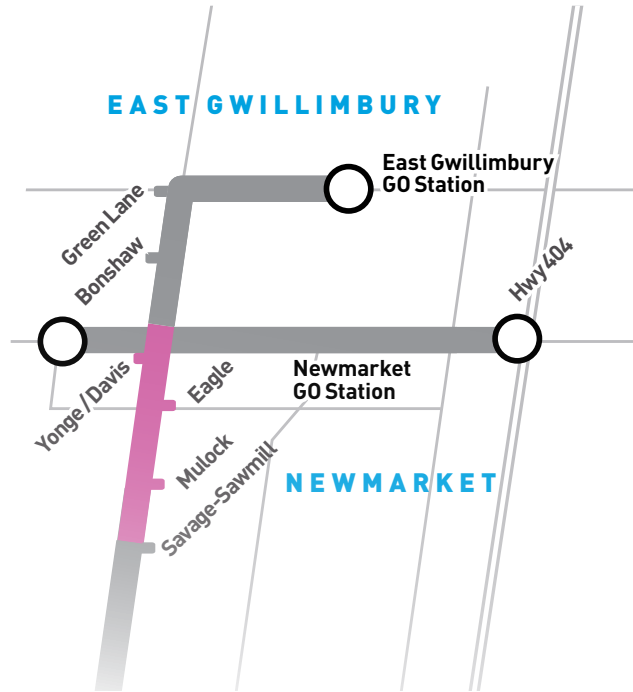 EAST GWILLIMBURY
East Gwillimbury
GO Station
Green Lane
Bonshaw
Hwy 404
Yonge/Davis
Eagle
Newmarket
GO Station
Mulock
Savage-Sawmill
NEWMARKET